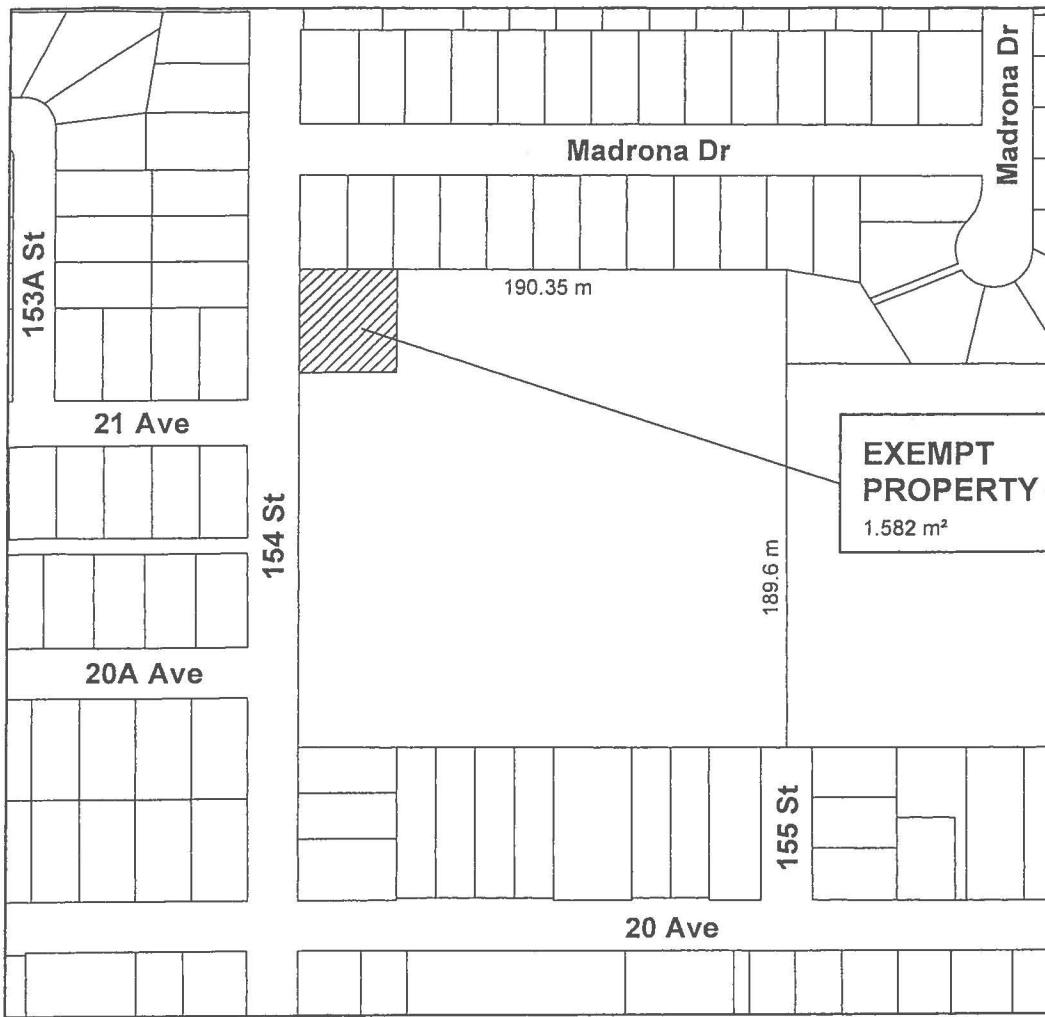 Madrona Dr
Madrona Dr
153A St
190.35 m
21 Ave
EXEMPT
PROPERTY
1.582 m²
154 St
189.6 m
20A Ave
155 St
20 Ave